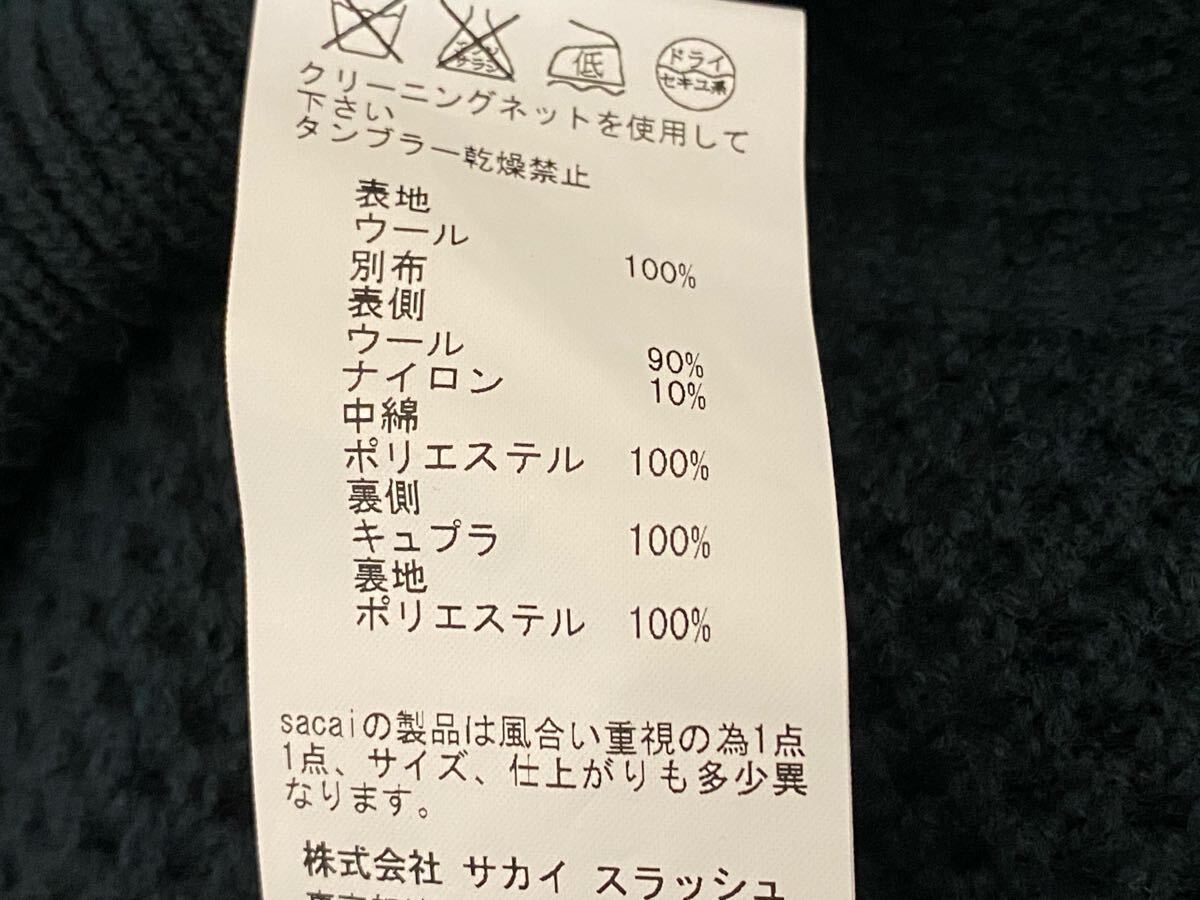 低
ドライ
セキユ系
クリーニングネットを使用して
下さい
タンブラー乾燥禁止
表地
ウール
別布 100%
表側
ウール 90%
ナイロン 10%
中綿
ポリエステル 100%
裏側
キュプラ 100%
裏地
ポリエステル 100%
sacaiの製品は風合い重視の為1点
1点、サイズ、仕上がりも多少異
なります。
株式会社 サカイ スラッシュ